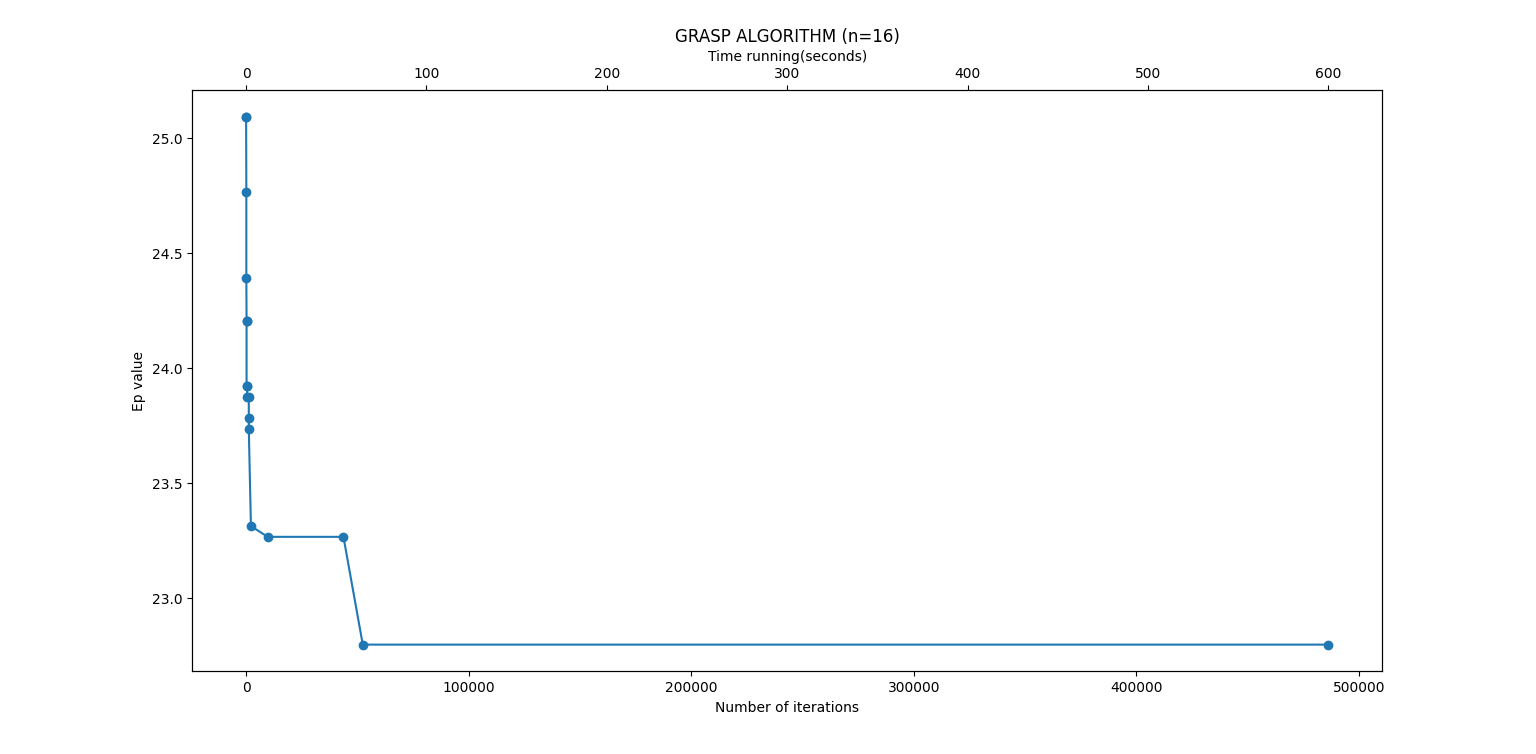 GRASP ALGORITHM (n=16)
Time running(seconds)
0 100 200 300 400 500 600
25.0
24.5
24.0
23.5
23.0
Ep value
0 100000 200000 300000 400000 500000
Number of iterations